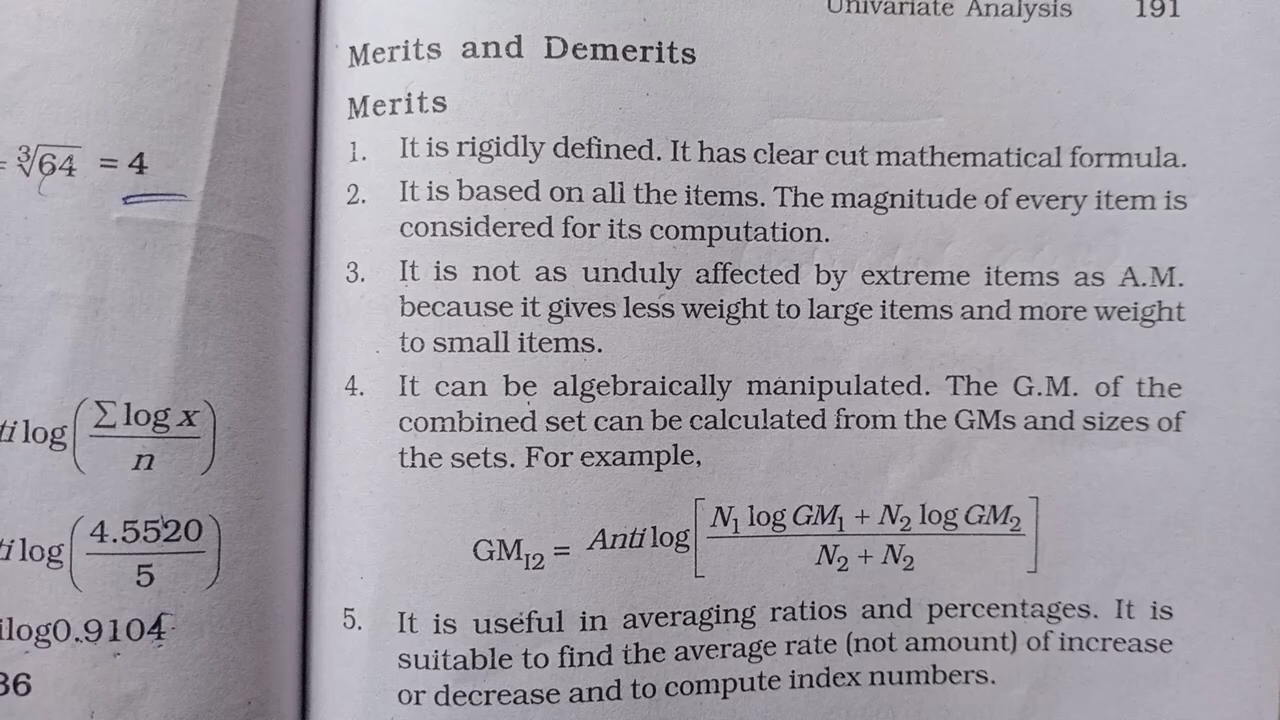 = ∛64 = 4
ti log(Σ log x / n)
ti log(4.5520 / 5)
ilog0.9104
36
Univariate Analysis 191
Merits and Demerits
Merits
1. It is rigidly defined. It has clear cut mathematical formula.
2. It is based on all the items. The magnitude of every item is
considered for its computation.
3. It is not as unduly affected by extreme items as A.M.
because it gives less weight to large items and more weight
to small items.
4. It can be algebraically manipulated. The G.M. of the
combined set can be calculated from the GMs and sizes of
the sets. For example,
GM₁₂ = Anti log[N₁ log GM₁ + N₂ log GM₂ / N₂ + N₂]
5. It is useful in averaging ratios and percentages. It is
suitable to find the average rate (not amount) of increase
or decrease and to compute index numbers.